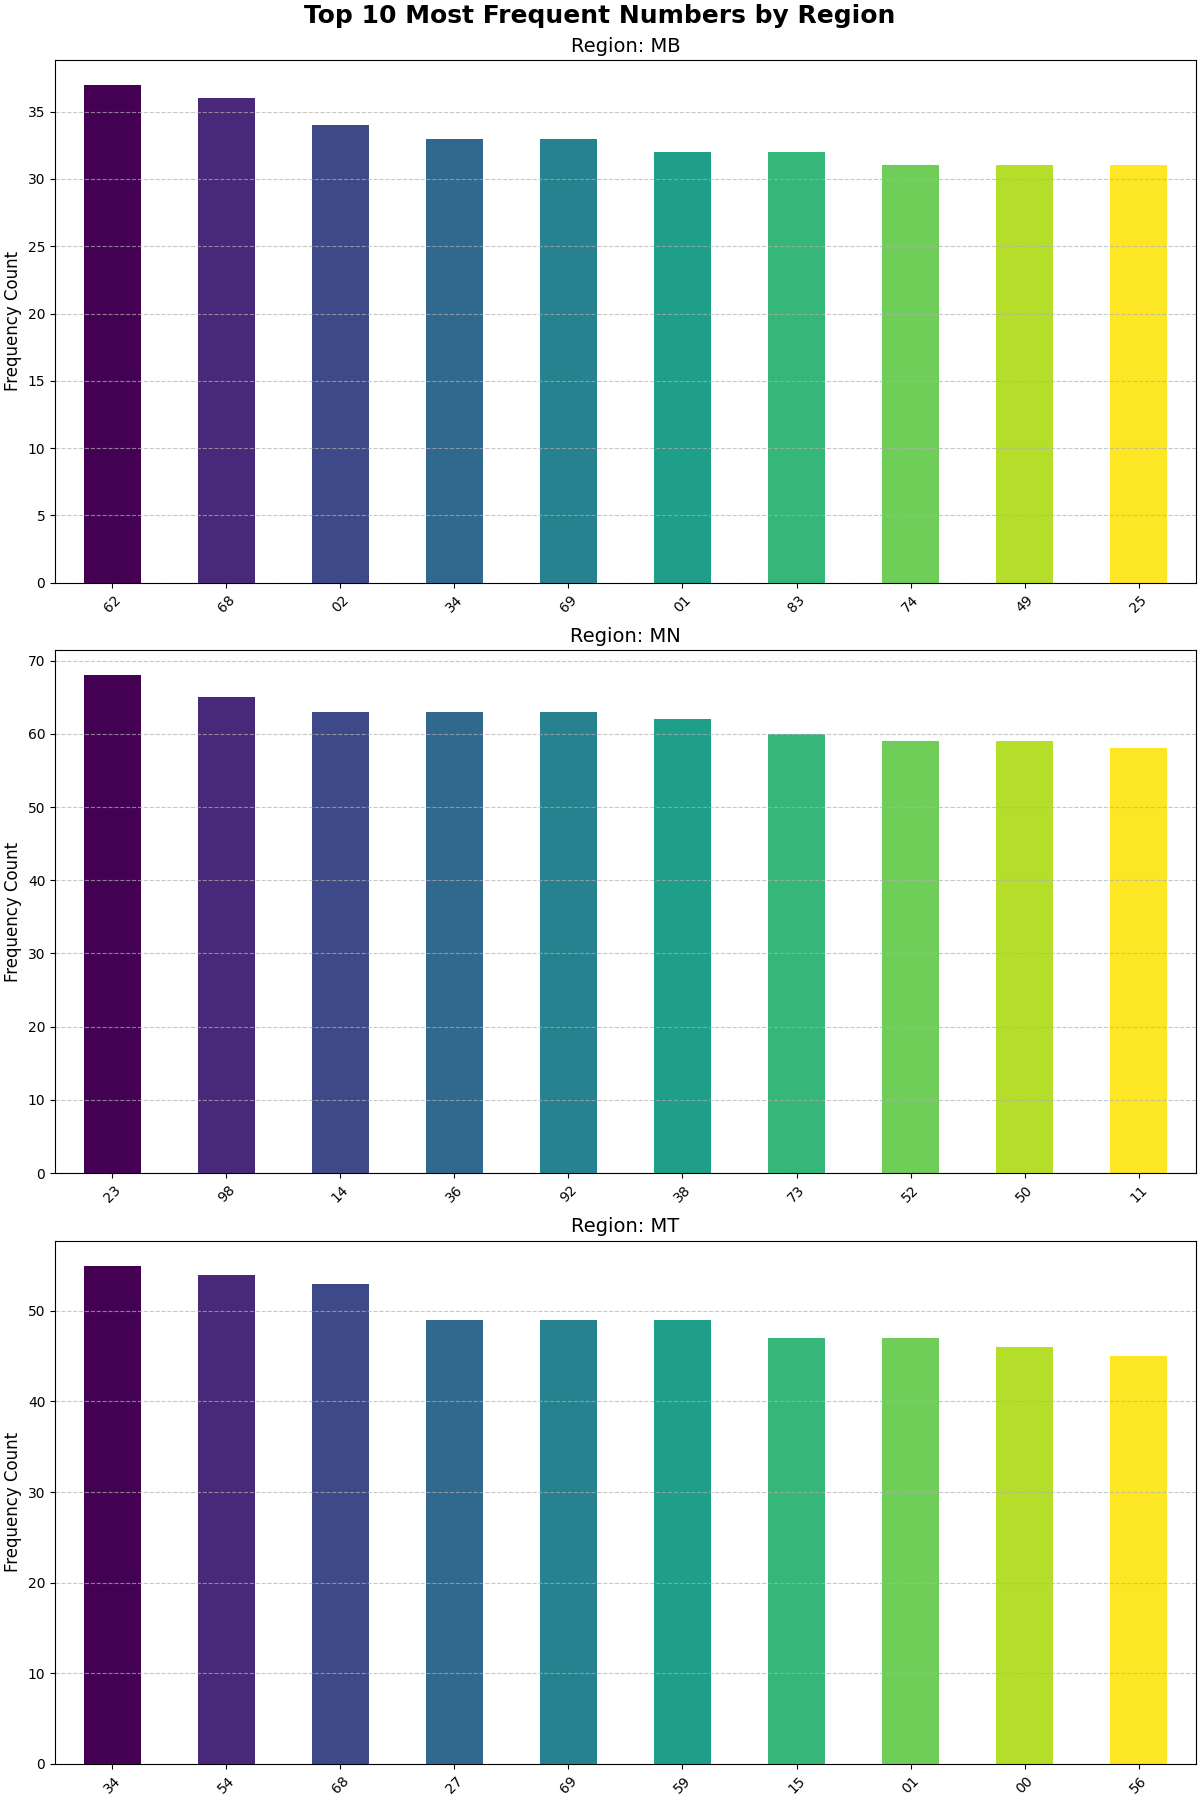 Top 10 Most Frequent Numbers by Region
Region: MB
Frequency Count
35
30
25
20
15
10
5
0
62 68 02 34 69 01 83 74 49 25
Region: MN
Frequency Count
70
60
50
40
30
20
10
0
23 98 14 36 92 38 73 52 50 11
Region: MT
Frequency Count
50
40
30
20
10
0
34 54 68 27 69 59 15 01 00 56